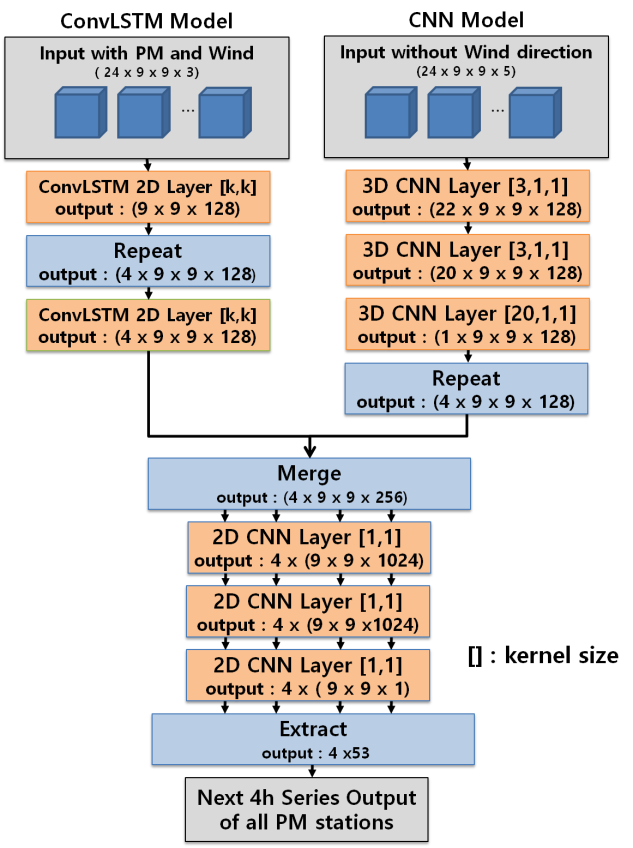 ConvLSTM Model
Input with PM and Wind
( 24 x 9 x 9 x 3)
...
ConvLSTM 2D Layer [k,k]
output : (9 x 9 x 128)
Repeat
output : (4 x 9 x 9 x 128)
ConvLSTM 2D Layer [k,k]
output : (4 x 9 x 9 x 128)
CNN Model
Input without Wind direction
(24 x 9 x 9 x 5)
...
3D CNN Layer [3,1,1]
output : (22 x 9 x 9 x 128)
3D CNN Layer [3,1,1]
output : (20 x 9 x 9 x 128)
3D CNN Layer [20,1,1]
output : (1 x 9 x 9 x 128)
Repeat
output : (4 x 9 x 9 x 128)
Merge
output : (4 x 9 x 9 x 256)
2D CNN Layer [1,1]
output : 4 x (9 x 9 x 1024)
2D CNN Layer [1,1]
output : 4 x (9 x 9 x1024)
2D CNN Layer [1,1]
output : 4 x ( 9 x 9 x 1)
[] : kernel size
Extract
output : 4 x53
Next 4h Series Output
of all PM stations